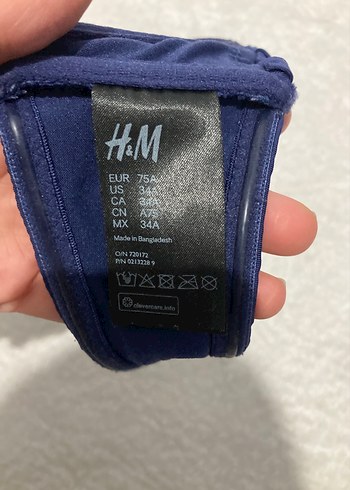 H&M
EUR 75A
US 34A
CA 34A
CN A75
MX 34A
Made in Bangladesh
O/N 720172
P/N 0213228 9
clevercare.info